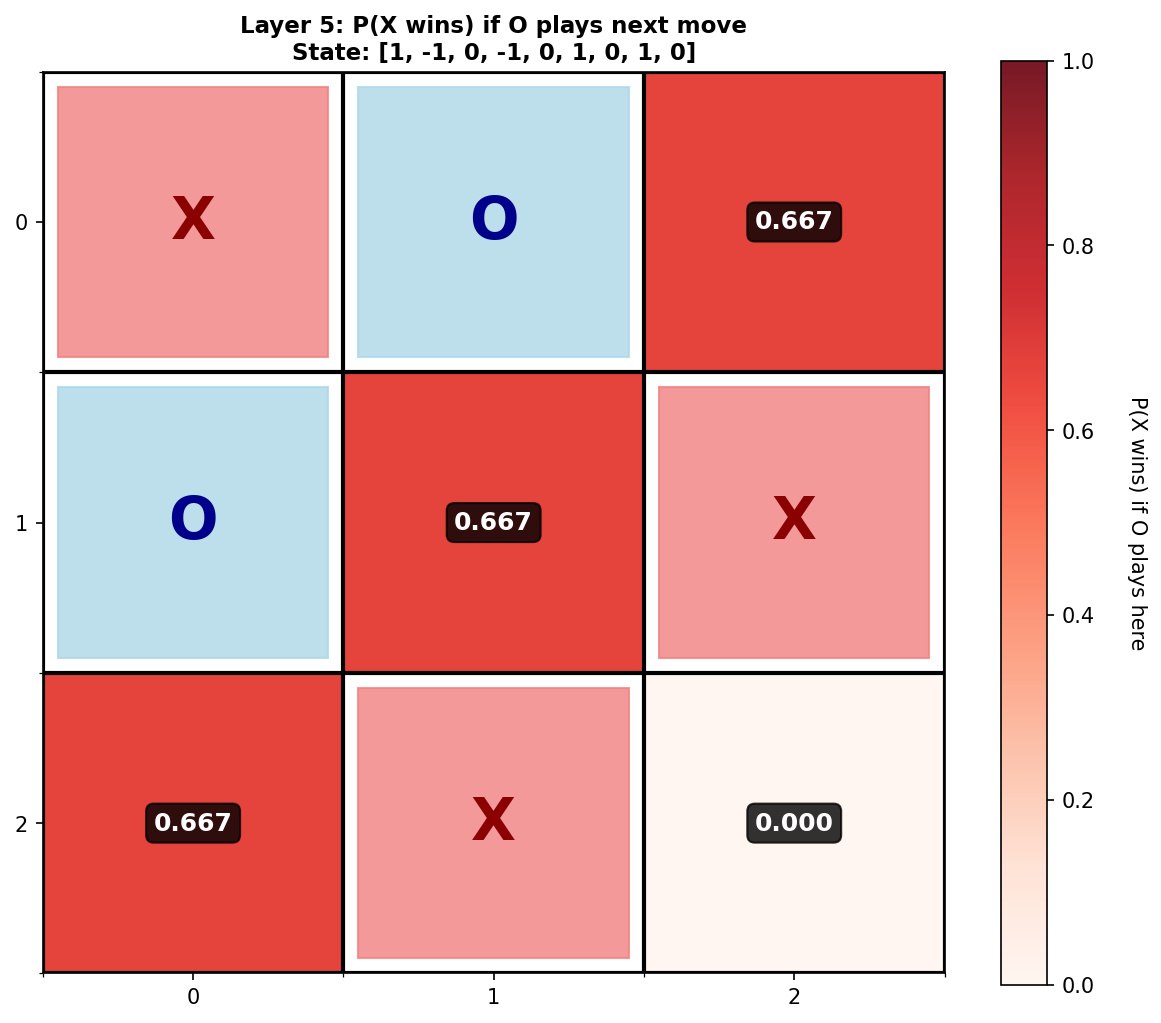 Layer 5: P(X wins) if O plays next move
State: [1, -1, 0, -1, 0, 1, 0, 1, 0]
X
O
0.667
O
0.667
X
0.667
X
0.000
0
1
2
0
1
2
1.0
0.8
0.6
0.4
0.2
0.0
P(X wins) if O plays here